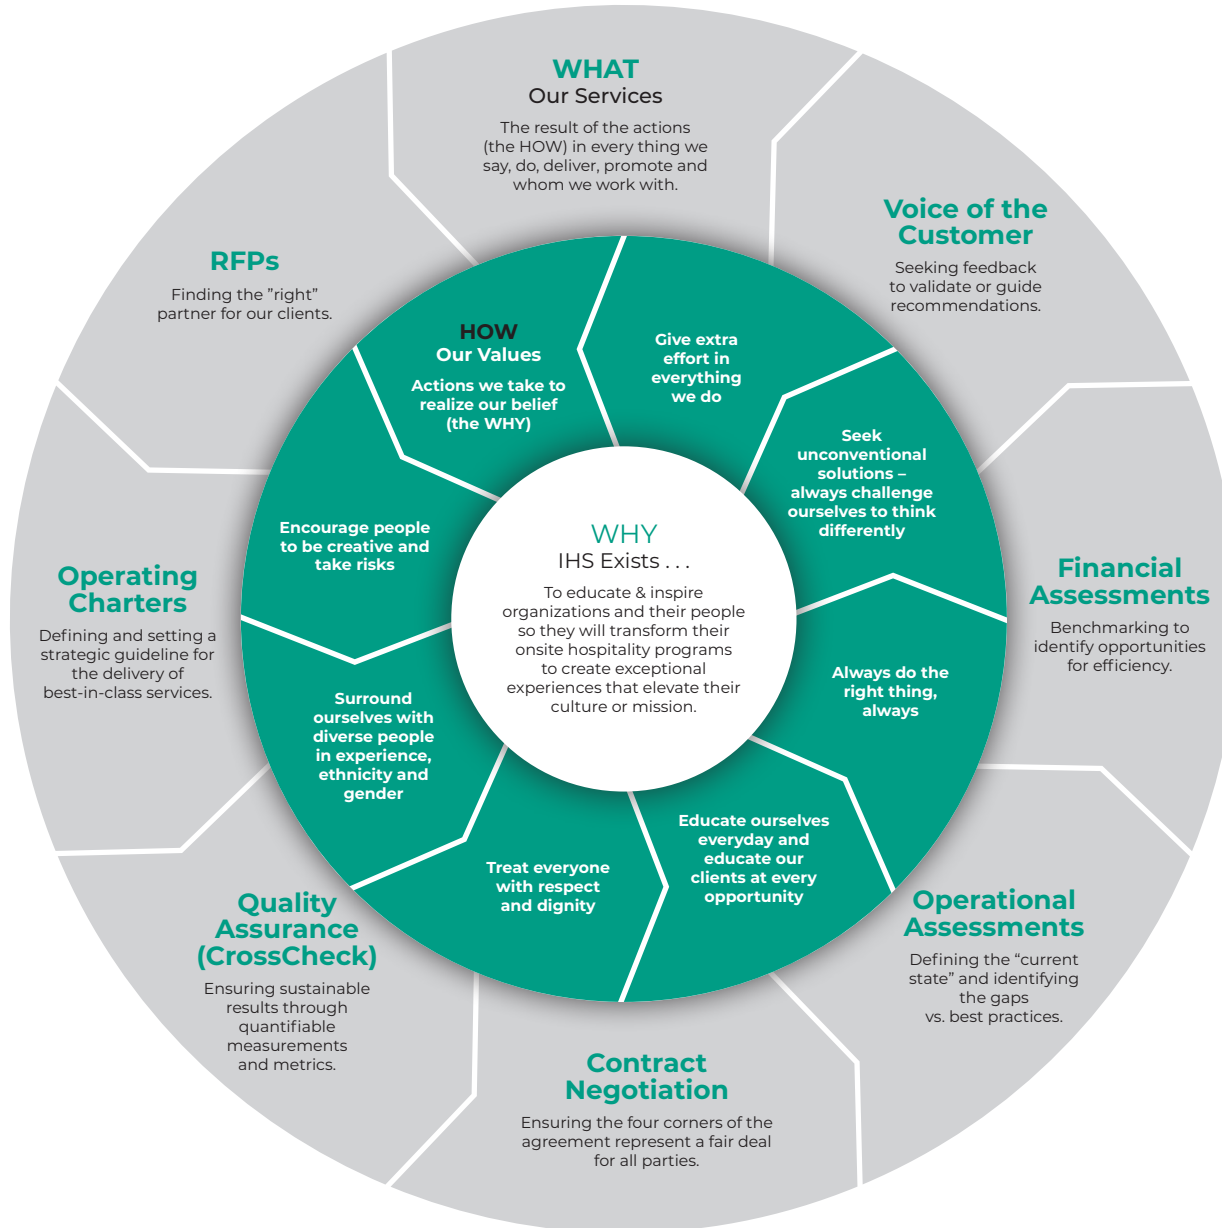 WHAT
Our Services
The result of the actions
(the HOW) in every thing we
say, do, deliver, promote and
whom we work with.
Voice of the
Customer
Seeking feedback
to validate or guide
recommendations.
Financial
Assessments
Benchmarking to
identify opportunities
for efficiency.
Operational
Assessments
Defining the “current
state” and identifying
the gaps
vs. best practices.
Contract
Negotiation
Ensuring the four corners of the
agreement represent a fair deal
for all parties.
Quality
Assurance
(CrossCheck)
Ensuring sustainable
results through
quantifiable
measurements
and metrics.
Operating
Charters
Defining and setting a
strategic guideline for
the delivery of
best-in-class services.
RFPs
Finding the ”right”
partner for our clients.
HOW
Our Values
Actions we take to
realize our belief
(the WHY)
Give extra
effort in
everything
we do
Seek
unconventional
solutions –
always challenge
ourselves to think
differently
Always do the
right thing,
always
Educate ourselves
everyday and
educate our
clients at every
opportunity
Treat everyone
with respect
and dignity
Surround
ourselves with
diverse people
in experience,
ethnicity and
gender
Encourage people
to be creative and
take risks
WHY
IHS Exists . . .
To educate & inspire
organizations and their people
so they will transform their
onsite hospitality programs
to create exceptional
experiences that elevate their
culture or mission.